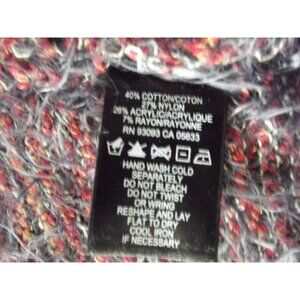 40% COTTON/COTON
27% NYLON
26% ACRYLIC/ACRYLIQUE
7% RAYON/RAYONNE
RN 93093 CA 05633
HAND WASH COLD
SEPARATELY
DO NOT BLEACH
DO NOT TWIST
OR WRING
RESHAPE AND LAY
FLAT TO DRY
COOL IRON
IF NECESSARY